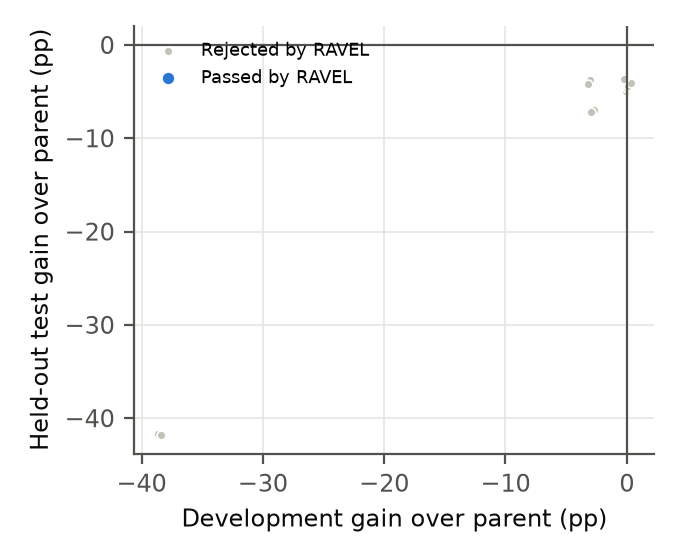 Rejected by RAVEL
Passed by RAVEL
Held-out test gain over parent (pp)
0
−10
−20
−30
−40
−40
−30
−20
−10
0
Development gain over parent (pp)